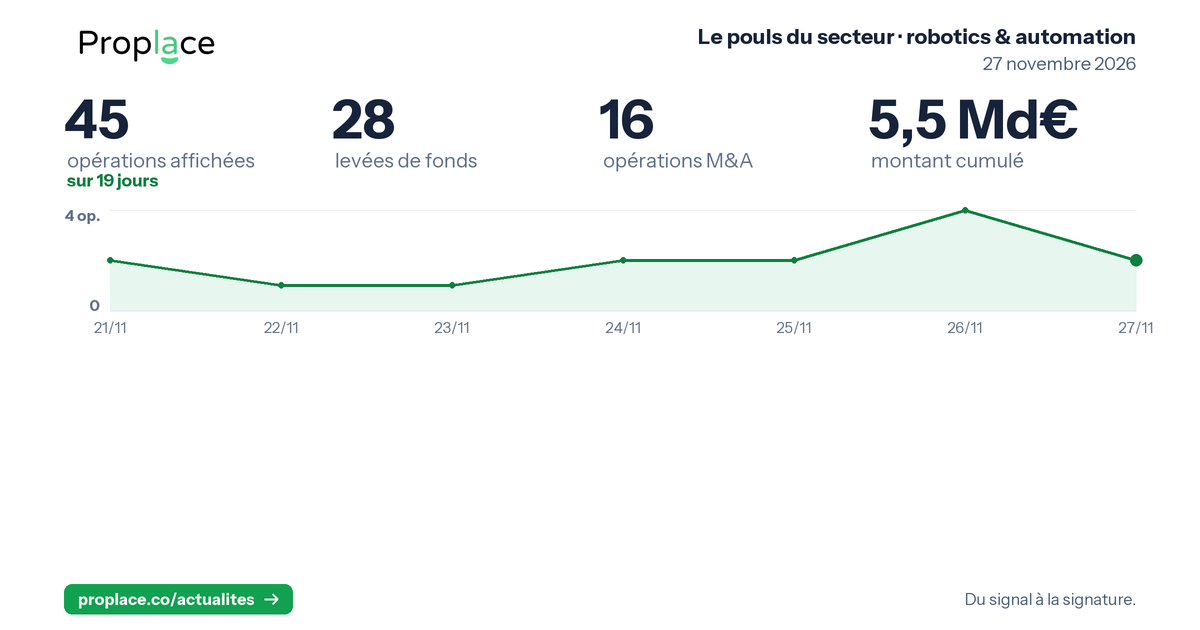 Proplace
Le pouls du secteur · robotics & automation
27 novembre 2026
45
opérations affichées
sur 19 jours
28
levées de fonds
16
opérations M&A
5,5 Md€
montant cumulé
4 op.
0
21/11 22/11 23/11 24/11 25/11 26/11 27/11
proplace.co/actualites →
Du signal à la signature.